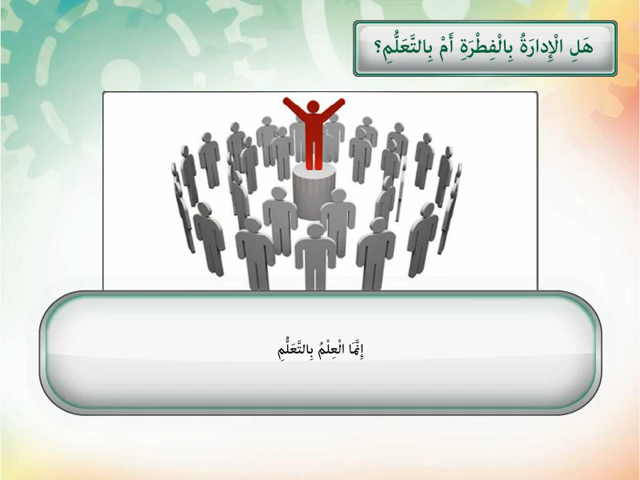 هَلِ الْإِدارَةُ بِالْفِطْرَةِ أَمْ بِالتَّعَلُّمِ؟
إِنَّمَا الْعِلْمُ بِالتَّعَلُّمِ